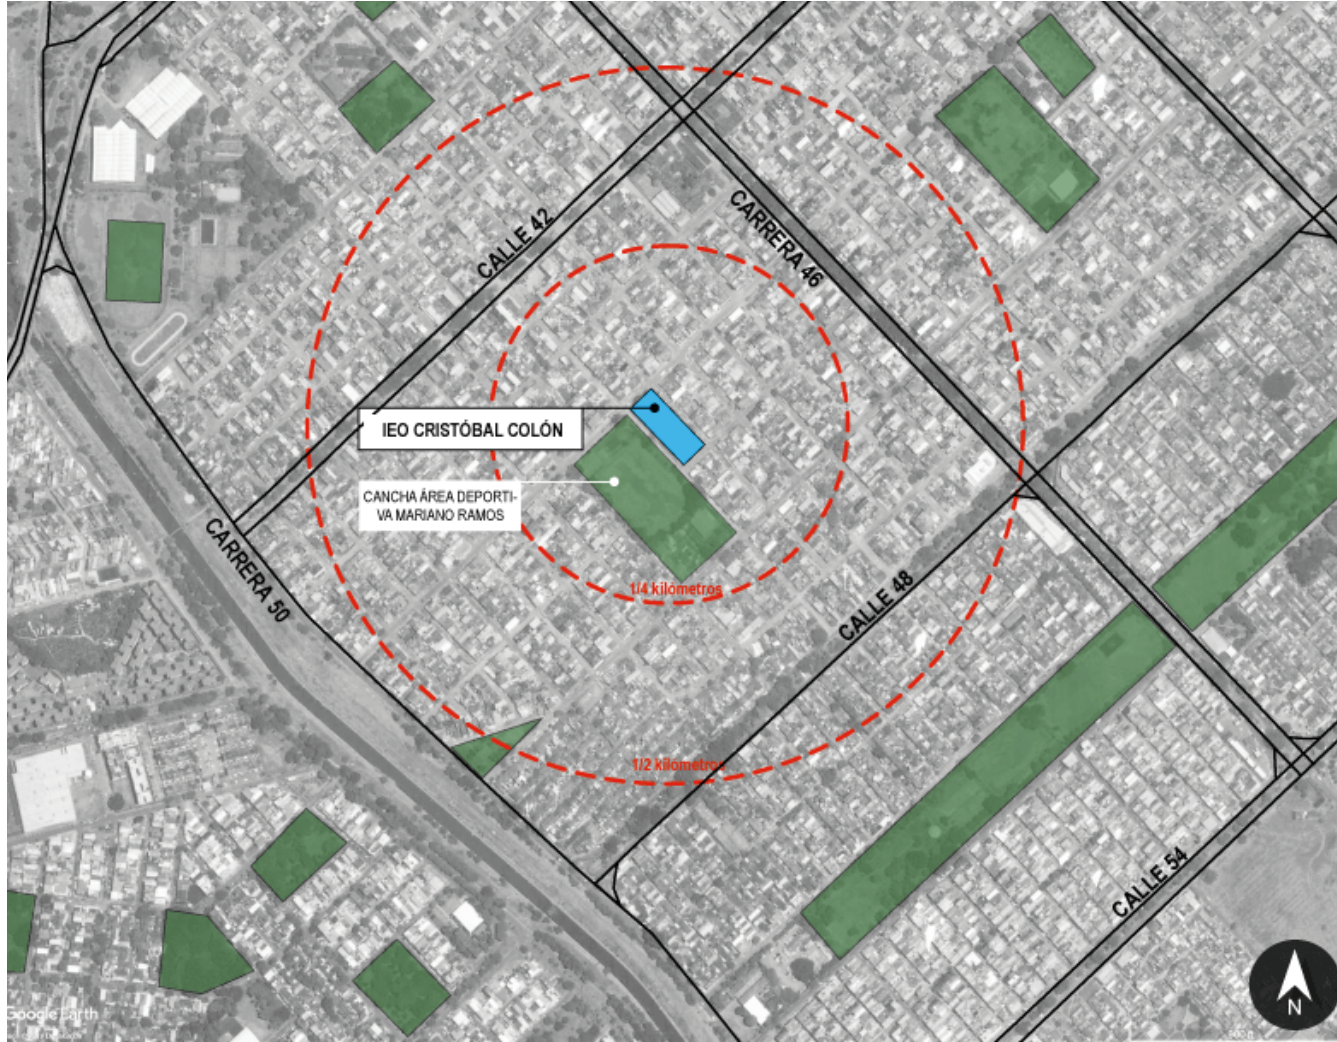 CALLE 42
CARRERA 46
IEO CRISTÓBAL COLÓN
CANCHA ÁREA DEPORTI-
VA MARIANO RAMOS
CARRERA 50
1/4 kilómetros
CALLE 48
1/2 kilómetros
CALLE 54
N
Google Earth